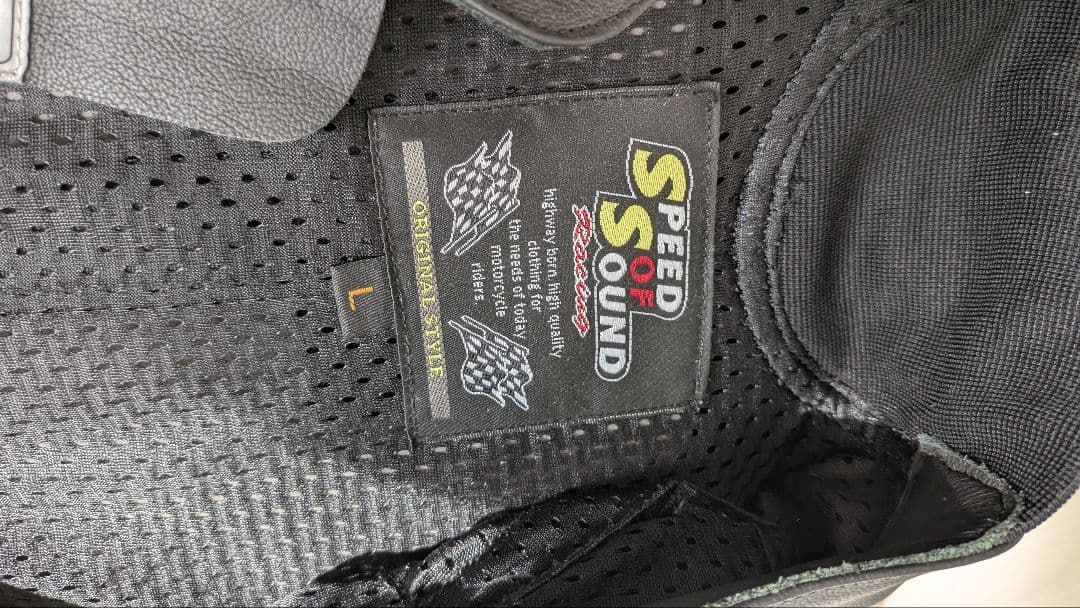 SPEED
OF
SOUND
Racing
highway born high quality
clothing for
the needs of today
motorcycle
riders
ORIGINAL STYLE
L